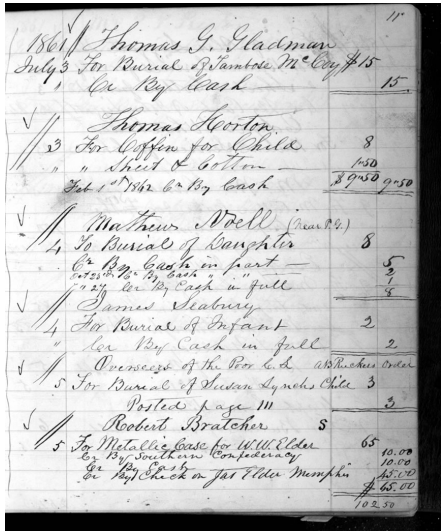 11
1861 // Thomas G. Gladman
July 3 For Burial of Tambose McCoy $15
" Cr By Cash 15
// Thomas Horton
3 For Coffin for Child 8
" " Sheet & Cotton 1.50
Feb 1st 1862 Cr By Cash $9.50 9.50
// Mathews Noell (near P.G.)
4 To Burial of Daughter 8
Cr By Cash in part 5
Oct 25th Cr By Cash " " 2
" 27 Cr By Cash in full 1
8
// James Seabury
4 For Burial of Infant 2
" Cer By Cash in full 2
// Overseers of the Poor C.L AB Ruckers order
5 For Burial of Susan Lynchs Child 3
Posted page 111 3
// Robert Bratcher S
5 For Metallic Case for W.W. Elder 65
Cr By Southern Confederacy 10.00
Cr By Cash 10.00
Cr By Check on Jas Elder Memphis 45.00
$65.00
102 50